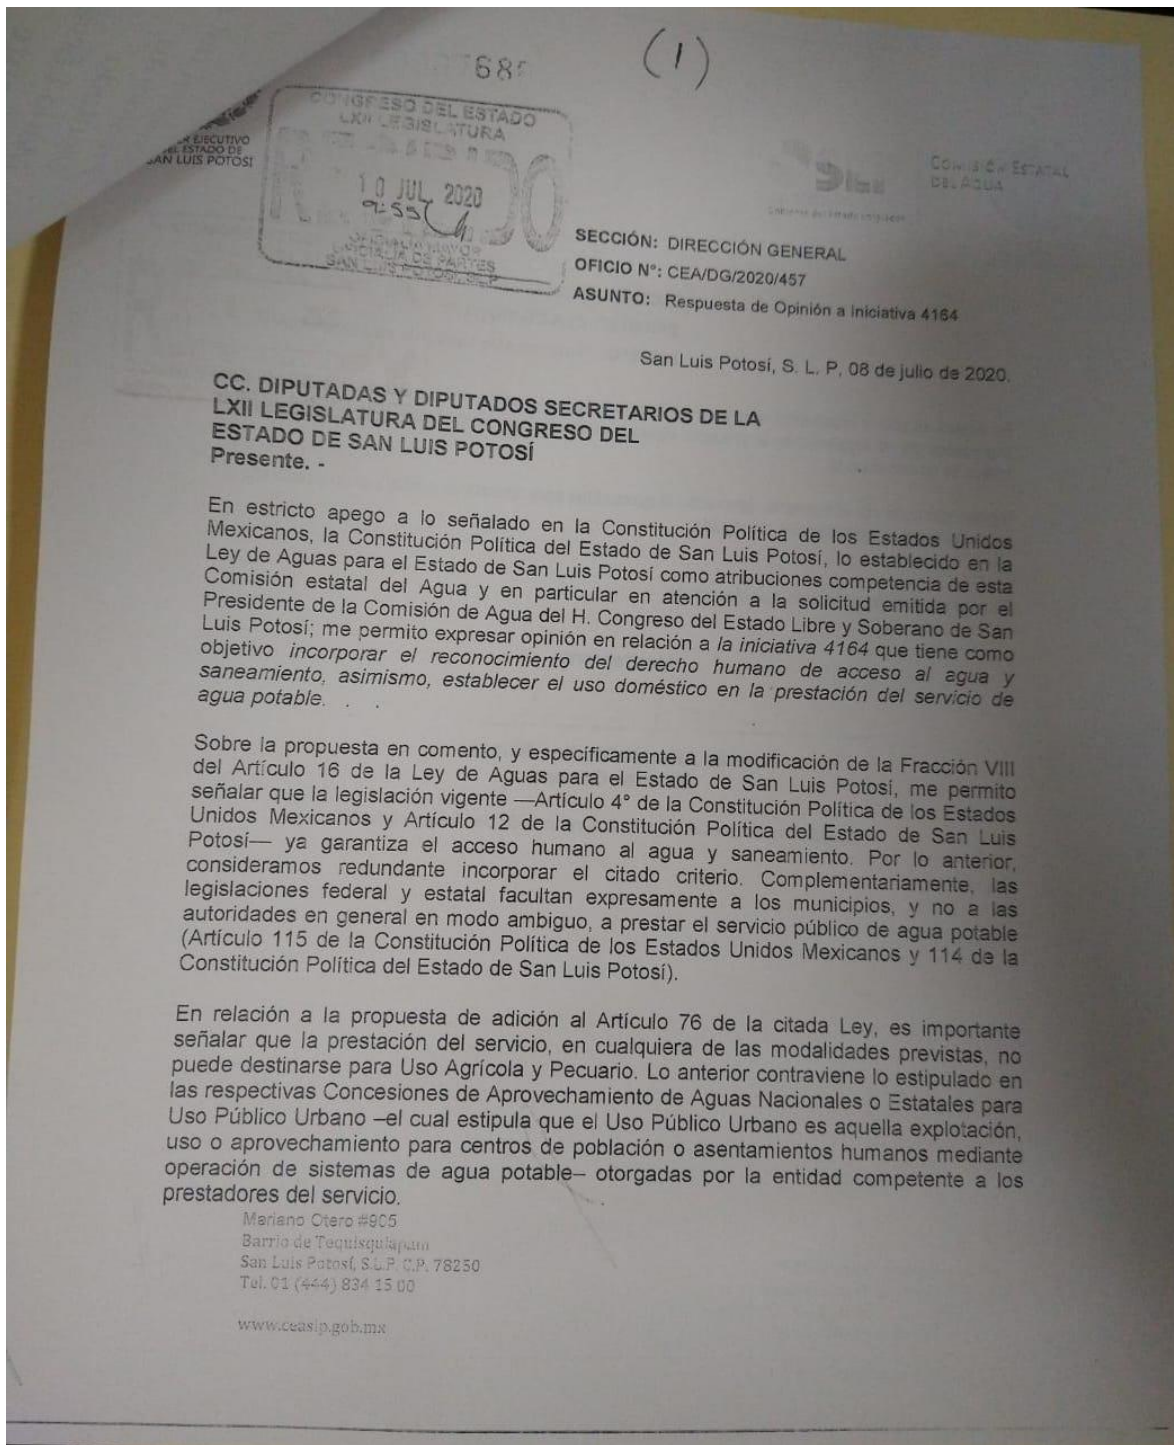 (1)
685
EJECUTIVO
ESTADO DE
SAN LUIS POTOSÍ
CONGRESO DEL ESTADO
LXII LEGISLATURA
10 JUL. 2020
9:55
OFICIALIA MAYOR
OFICIALIA DE PARTES
SAN LUIS POTOSI, SLP
COMISIÓN ESTATAL
DEL AGUA
SECCIÓN: DIRECCIÓN GENERAL
OFICIO N°: CEA/DG/2020/457
ASUNTO: Respuesta de Opinión a Iniciativa 4164
San Luis Potosí, S. L. P, 08 de julio de 2020.
CC. DIPUTADAS Y DIPUTADOS SECRETARIOS DE LA
LXII LEGISLATURA DEL CONGRESO DEL
ESTADO DE SAN LUIS POTOSÍ
Presente. -
En estricto apego a lo señalado en la Constitución Política de los Estados Unidos
Mexicanos, la Constitución Política del Estado de San Luis Potosí, lo establecido en la
Ley de Aguas para el Estado de San Luis Potosí como atribuciones competencia de esta
Comisión estatal del Agua y en particular en atención a la solicitud emitida por el
Presidente de la Comisión de Agua del H. Congreso del Estado Libre y Soberano de San
Luis Potosí; me permito expresar opinión en relación a la iniciativa 4164 que tiene como
objetivo incorporar el reconocimiento del derecho humano de acceso al agua y
saneamiento, asimismo, establecer el uso doméstico en la prestación del servicio de
agua potable.
Sobre la propuesta en comento, y específicamente a la modificación de la Fracción VIII
del Artículo 16 de la Ley de Aguas para el Estado de San Luis Potosí, me permito
señalar que la legislación vigente —Artículo 4° de la Constitución Política de los Estados
Unidos Mexicanos y Artículo 12 de la Constitución Política del Estado de San Luis
Potosí— ya garantiza el acceso humano al agua y saneamiento. Por lo anterior,
consideramos redundante incorporar el citado criterio. Complementariamente, las
legislaciones federal y estatal facultan expresamente a los municipios, y no a las
autoridades en general en modo ambiguo, a prestar el servicio público de agua potable
(Artículo 115 de la Constitución Política de los Estados Unidos Mexicanos y 114 de la
Constitución Política del Estado de San Luis Potosí).
En relación a la propuesta de adición al Artículo 76 de la citada Ley, es importante
señalar que la prestación del servicio, en cualquiera de las modalidades previstas, no
puede destinarse para Uso Agrícola y Pecuario. Lo anterior contraviene lo estipulado en
las respectivas Concesiones de Aprovechamiento de Aguas Nacionales o Estatales para
Uso Público Urbano –el cual estipula que el Uso Público Urbano es aquella explotación,
uso o aprovechamiento para centros de población o asentamientos humanos mediante
operación de sistemas de agua potable– otorgadas por la entidad competente a los
prestadores del servicio.
Mariano Otero #905
Barrio de Tequisquiapam
San Luis Potosí, S.L.P. C.P. 78250
Tel. 01 (444) 834 15 00
www.ceaslp.gob.mx